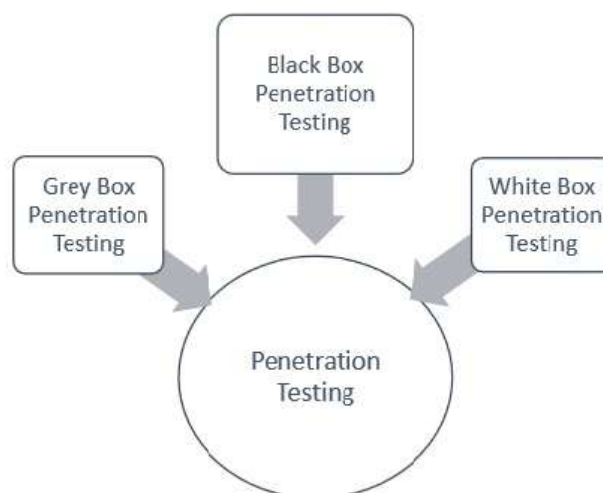 Black Box
Penetration
Testing
Grey Box
Penetration
Testing
White Box
Penetration
Testing
Penetration
Testing